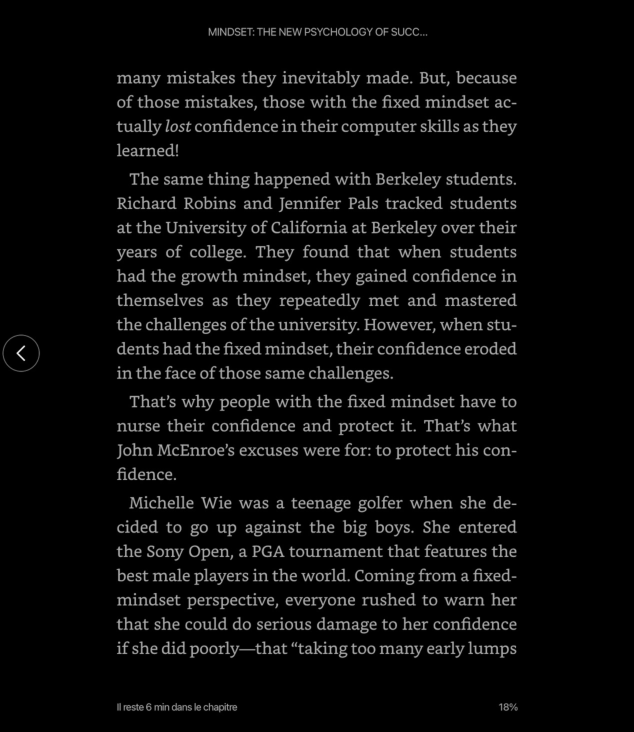 MINDSET: THE NEW PSYCHOLOGY OF SUCC...
many mistakes they inevitably made. But, because
of those mistakes, those with the fixed mindset ac-
tually lost confidence in their computer skills as they
learned!
The same thing happened with Berkeley students.
Richard Robins and Jennifer Pals tracked students
at the University of California at Berkeley over their
years of college. They found that when students
had the growth mindset, they gained confidence in
themselves as they repeatedly met and mastered
the challenges of the university. However, when stu-
dents had the fixed mindset, their confidence eroded
in the face of those same challenges.
That’s why people with the fixed mindset have to
nurse their confidence and protect it. That’s what
John McEnroe’s excuses were for: to protect his con-
fidence.
Michelle Wie was a teenage golfer when she de-
cided to go up against the big boys. She entered
the Sony Open, a PGA tournament that features the
best male players in the world. Coming from a fixed-
mindset perspective, everyone rushed to warn her
that she could do serious damage to her confidence
if she did poorly—that “taking too many early lumps
Il reste 6 min dans le chapitre
18%